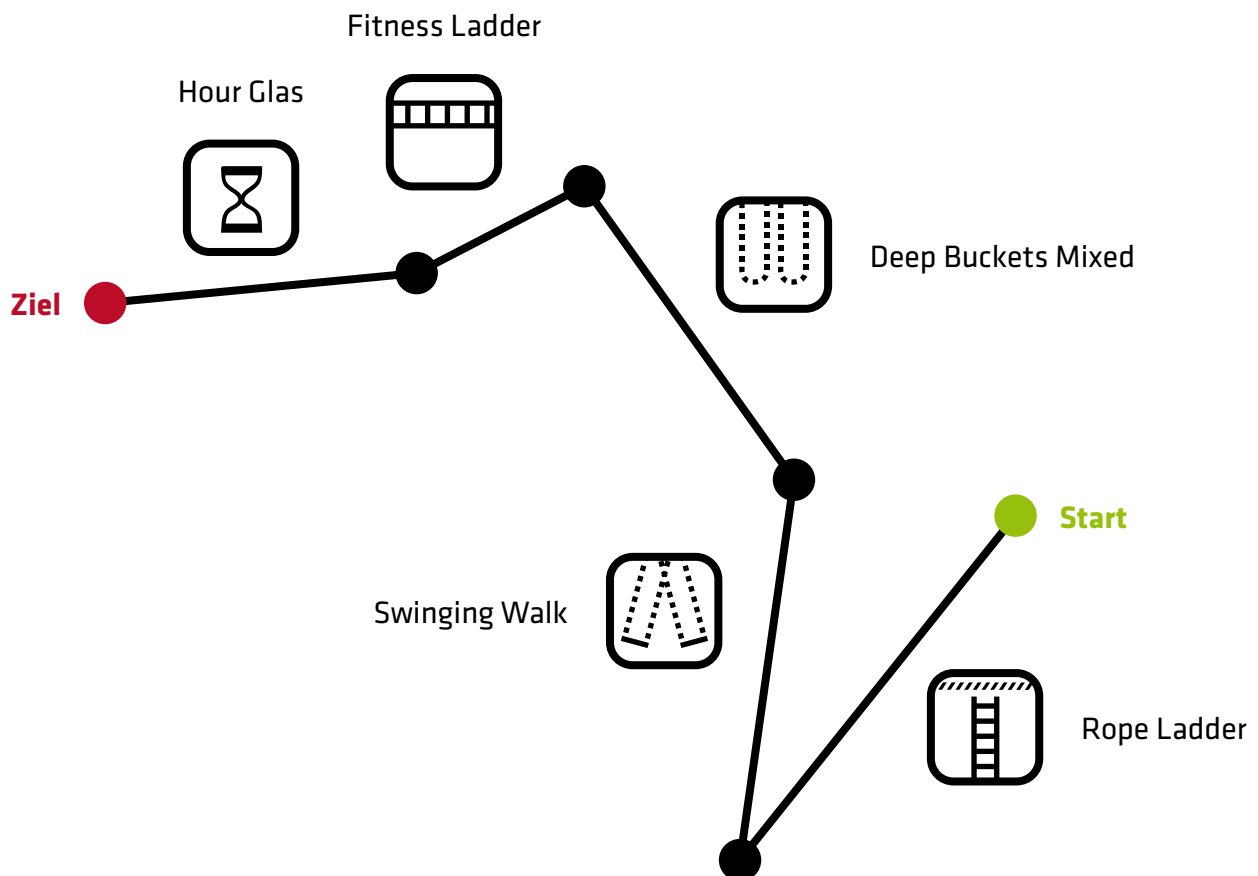 Fitness Ladder
Hour Glas
Deep Buckets Mixed
Ziel
Start
Swinging Walk
Rope Ladder